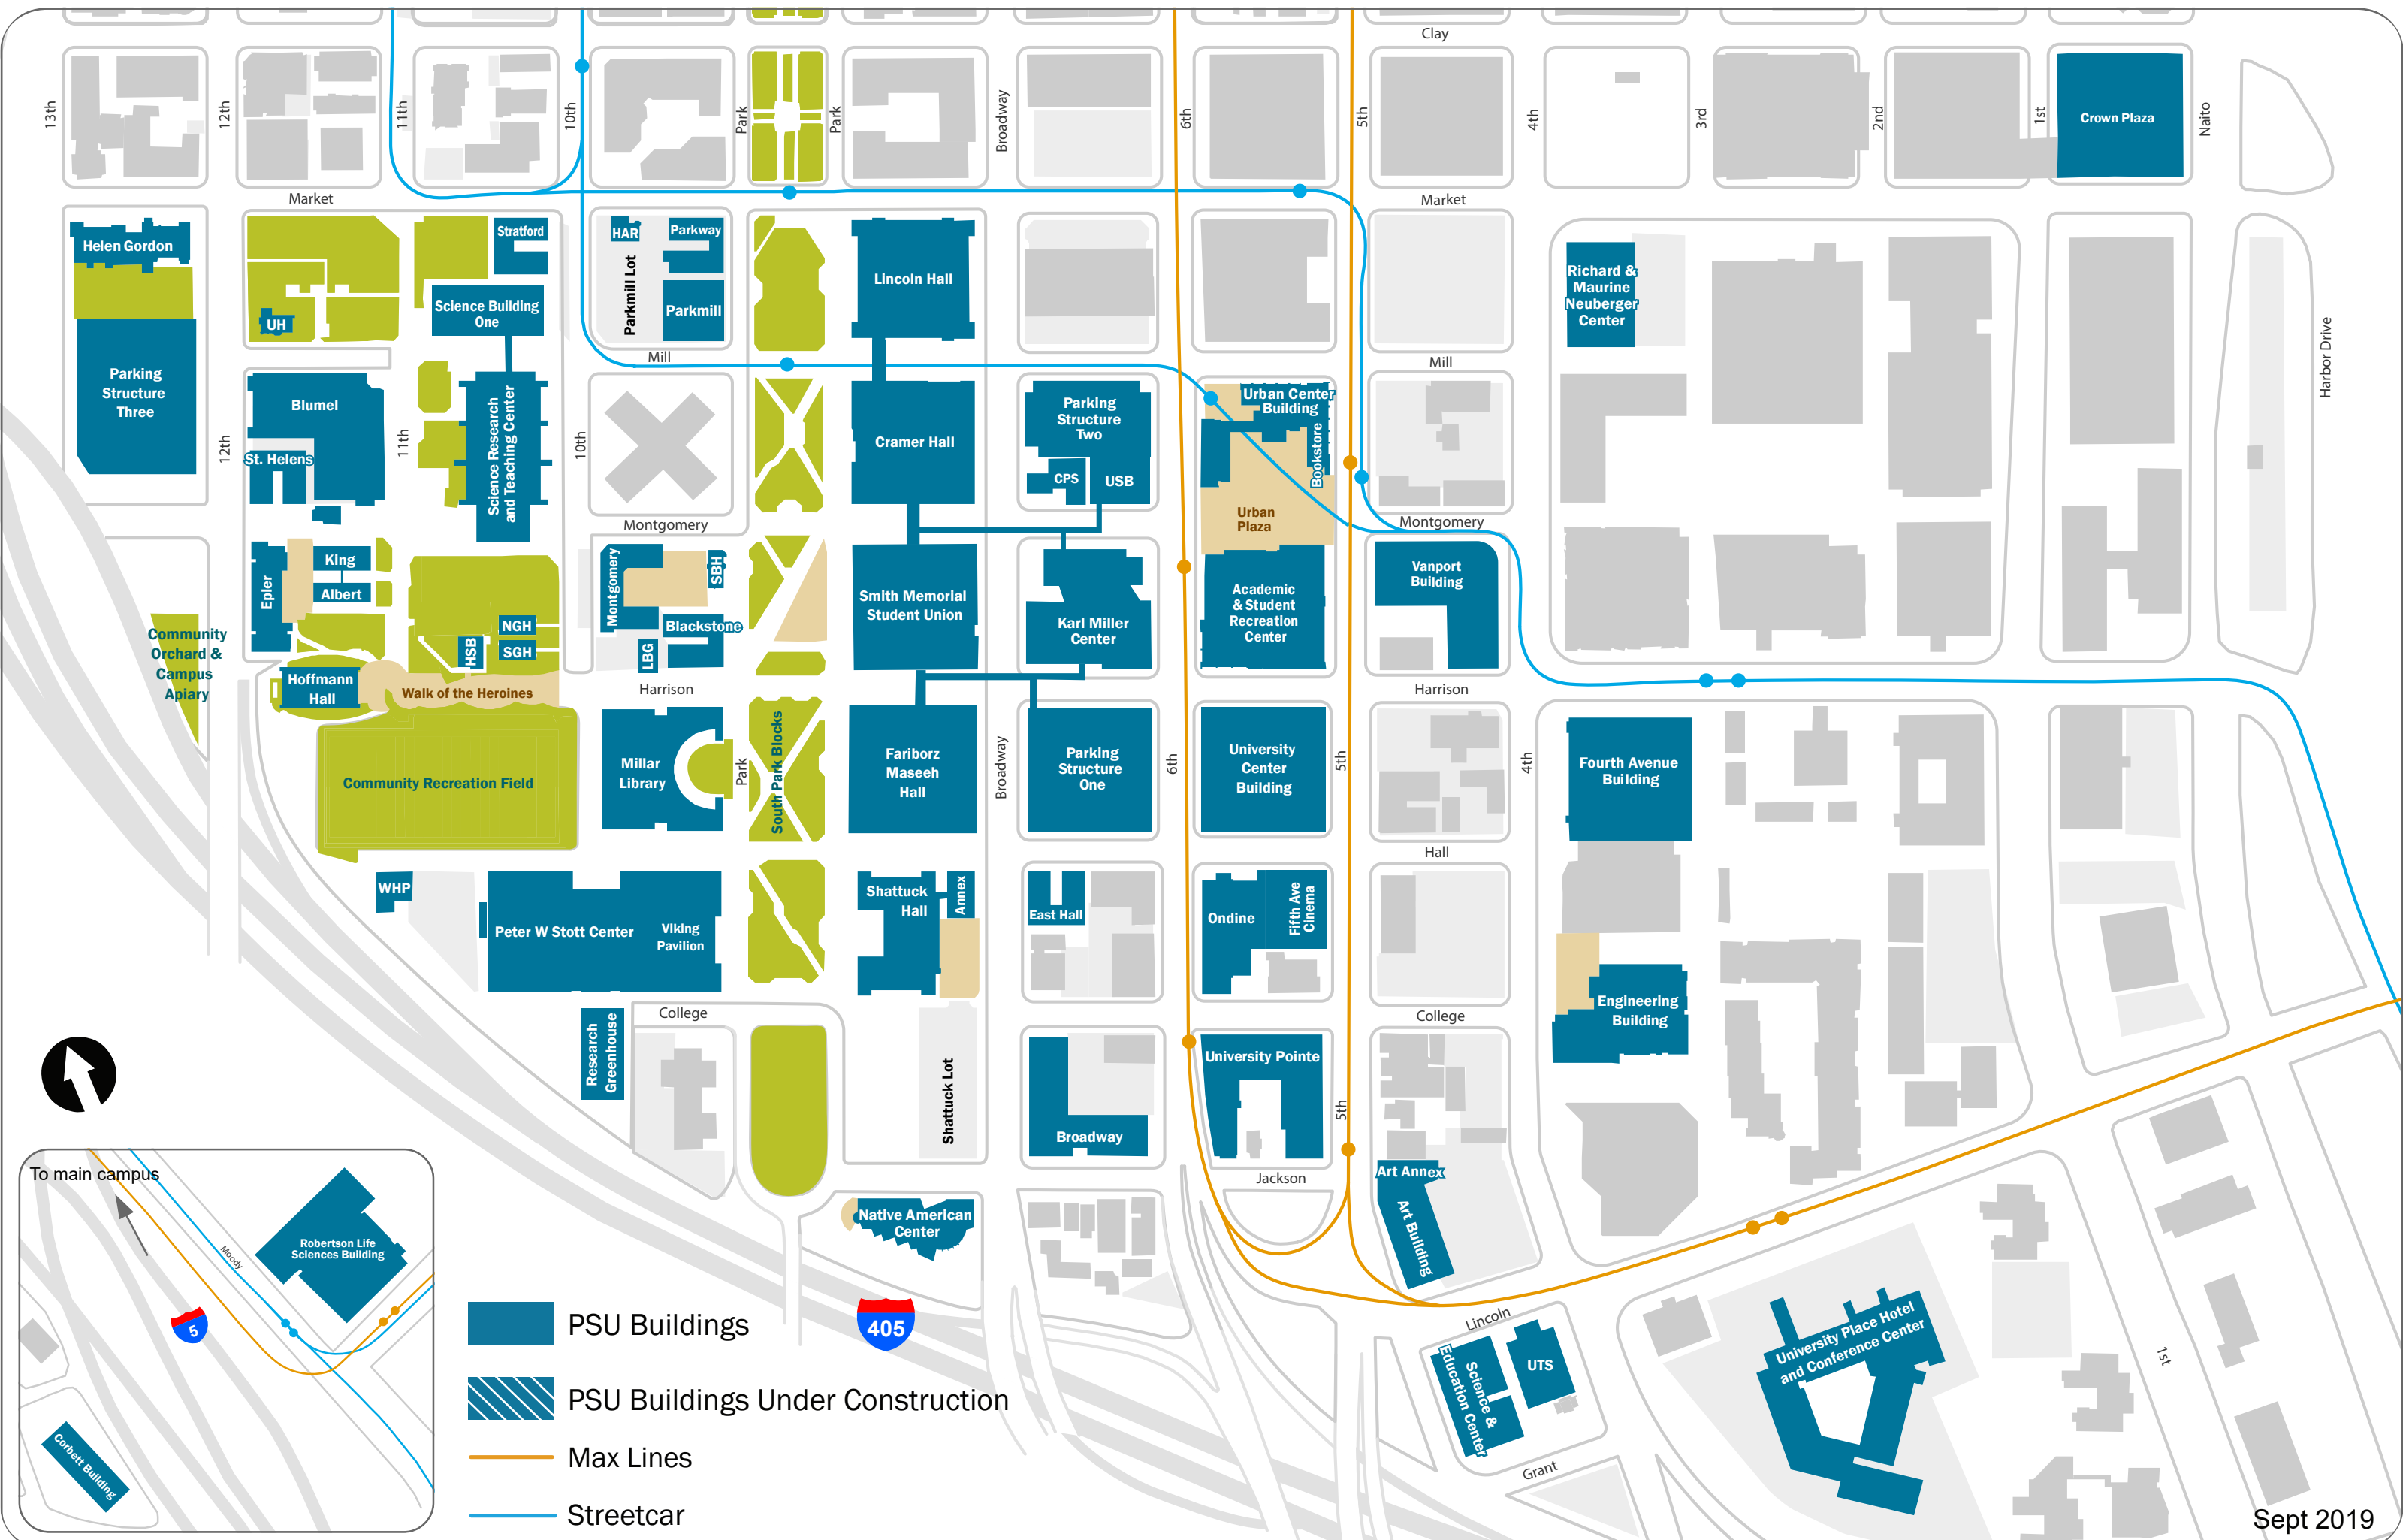 Clay
13th
12th
11th
10th
Park
Park
Broadway
6th
5th
4th
3rd
2nd
1st
Crown Plaza
Naito
Market
Market
Helen Gordon
Stratford
HAR
Parkway
Lincoln Hall
Richard &
Maurine
Neuberger
Center
UH
Science Building
One
Parkmill Lot
Parkmill
Harbor Drive
Mill
Mill
Parking
Structure
Three
Blumel
12th
11th
St. Helens
Science Research
and Teaching Center
10th
Cramer Hall
Parking
Structure
Two
CPS
USB
Urban Center
Building
Bookstore
Urban
Plaza
Montgomery
Montgomery
Epler
King
Albert
Montgomery
SBH
Blackstone
LBG
NGH
SGH
HSB
Smith Memorial
Student Union
Karl Miller
Center
Academic
& Student
Recreation
Center
Vanport
Building
Community
Orchard &
Campus
Apiary
Hoffmann
Hall
Walk of the Heroines
Harrison
Harrison
Community Recreation Field
Millar
Library
Park
South Park Blocks
Fariborz
Maseeh
Hall
Broadway
Parking
Structure
One
6th
University
Center
Building
5th
4th
Fourth Avenue
Building
Hall
WHP
Peter W Stott Center
Viking
Pavilion
Shattuck
Hall
Annex
East Hall
Ondine
Fifth Ave
Cinema
Engineering
Building
College
College
Research
Greenhouse
Shattuck Lot
Broadway
University Pointe
5th
Jackson
Art Annex
Art Building
Native American
Center
To main campus
Moody
Robertson Life
Sciences Building
5
Corbett Building
405
PSU Buildings
PSU Buildings Under Construction
Max Lines
Streetcar
Lincoln
Science &
Education Center
UTS
Grant
University Place Hotel
and Conference Center
1st
Sept 2019